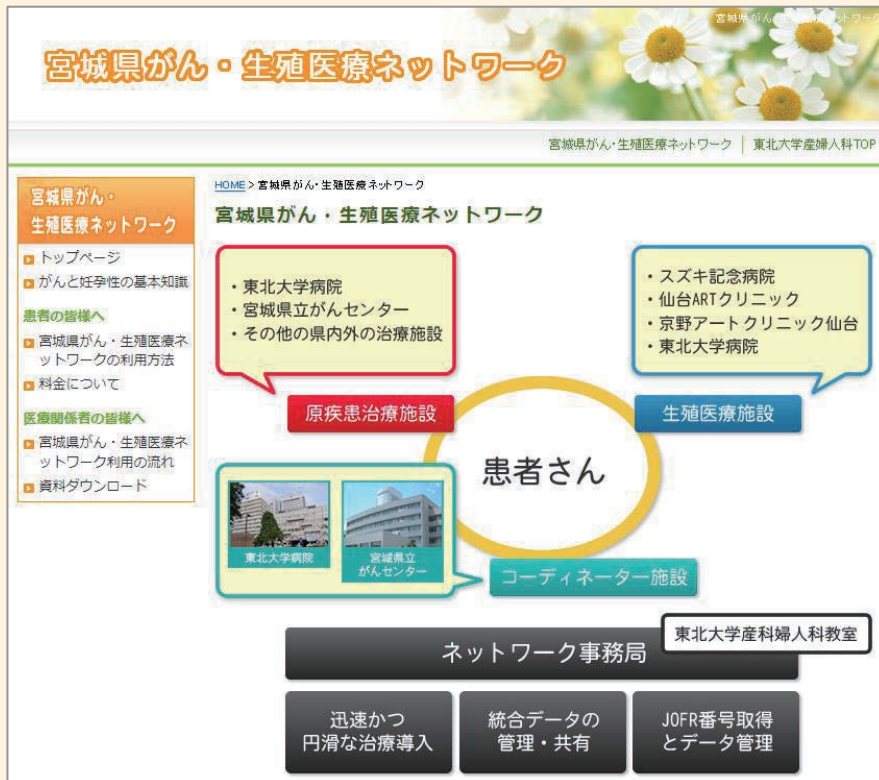 宮城県がん・生殖医療ネットワーク
宮城県がん・生殖医療ネットワーク
宮城県がん・生殖医療ネットワーク | 東北大学産婦人科TOP
宮城県がん・
生殖医療ネットワーク
トップページ
がんと妊孕性の基本知識
患者の皆様へ
宮城県がん・生殖医療ネ
ットワークの利用方法
料金について
医療関係者の皆様へ
宮城県がん・生殖医療ネ
ットワーク利用の流れ
資料ダウンロード
HOME > 宮城県がん・生殖医療ネットワーク
宮城県がん・生殖医療ネットワーク
・東北大学病院
・宮城県立がんセンター
・その他の県内外の治療施設
・スズキ記念病院
・仙台ARTクリニック
・京野アートクリニック仙台
・東北大学病院
原疾患治療施設
生殖医療施設
患者さん
東北大学病院
宮城県立
がんセンター
コーディネーター施設
東北大学産科婦人科教室
ネットワーク事務局
迅速かつ
円滑な治療導入
統合データの
管理・共有
JOFR番号取得
とデータ管理